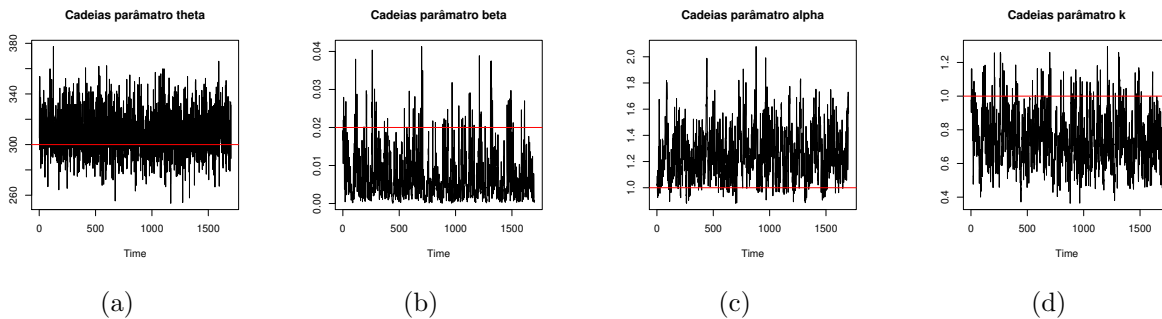 Cadeias parâmatro theta
260 300 340 380
0 500 1000 1500
Time
(a)
Cadeias parâmatro beta
0.00 0.01 0.02 0.03 0.04
0 500 1000 1500
Time
(b)
Cadeias parâmatro alpha
1.0 1.2 1.4 1.6 1.8 2.0
0 500 1000 1500
Time
(c)
Cadeias parâmatro k
0.4 0.6 0.8 1.0 1.2
0 500 1000 1500
Time
(d)